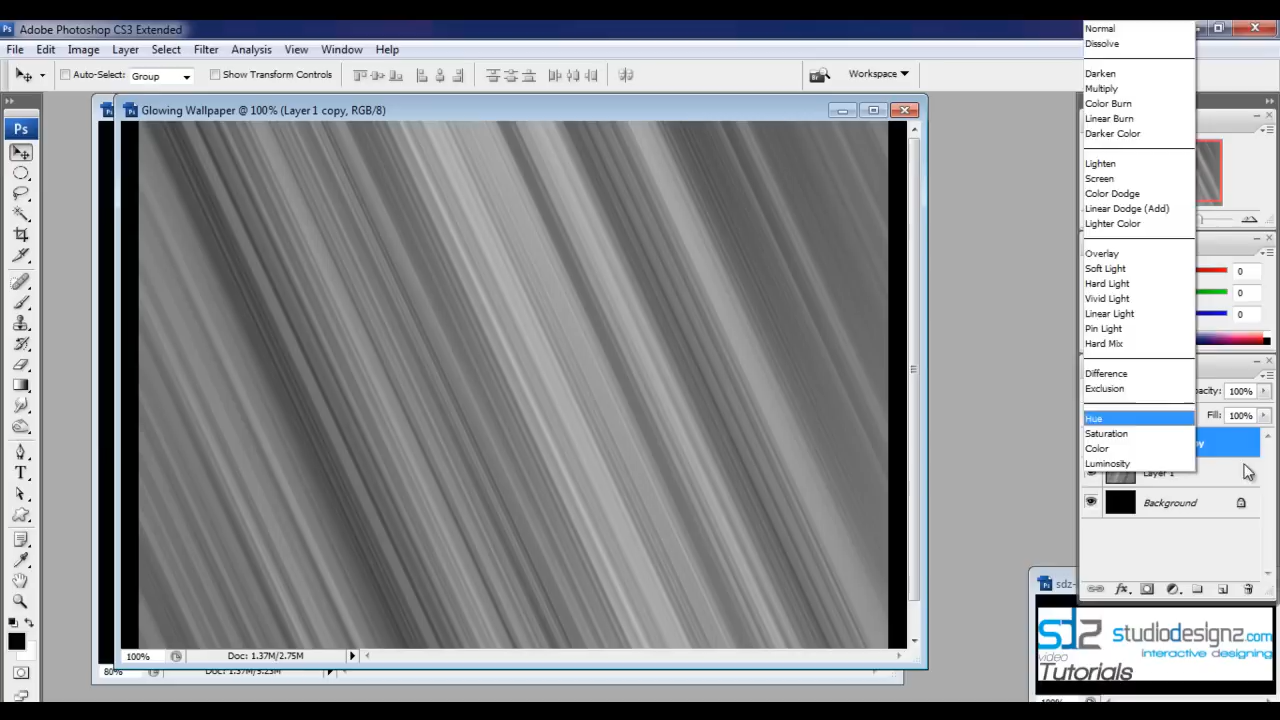 Adobe Photoshop CS3 Extended
File Edit Image Layer Select Filter Analysis View Window Help
Auto-Select: Group Show Transform Controls Workspace
Glowing Wallpaper @ 100% (Layer 1 copy, RGB/8)
Ps
Normal
Dissolve
Darken
Multiply
Color Burn
Linear Burn
Darker Color
Lighten
Screen
Color Dodge
Linear Dodge (Add)
Lighter Color
Overlay
Soft Light
Hard Light
Vivid Light
Linear Light
Pin Light
Hard Mix
Difference
Exclusion
Hue
Saturation
Color
Luminosity
0
0
0
100%
Fill: 100%
Layer 1
Background
100% Doc: 1.37M/2.75M
80%
sdz-
sdz studiodesignz.com
interactive designing
video
Tutorials